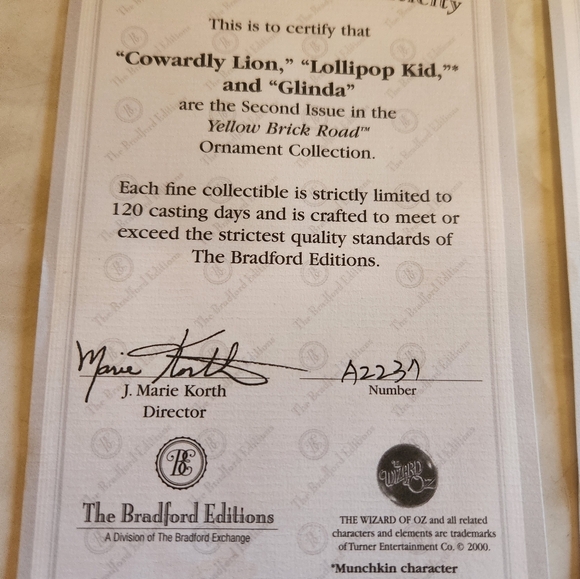 This is to certify that
“Cowardly Lion,” “Lollipop Kid,”*
and “Glinda”
are the Second Issue in the
Yellow Brick Road™
Ornament Collection.
Each fine collectible is strictly limited to
120 casting days and is crafted to meet or
exceed the strictest quality standards of
The Bradford Editions.
Marie Korth
J. Marie Korth
Director
A2237
Number
BE
The Bradford Editions
A Division of The Bradford Exchange
THE WIZARD OF OZ
THE WIZARD OF OZ and all related
characters and elements are trademarks
of Turner Entertainment Co. © 2000.
*Munchkin character